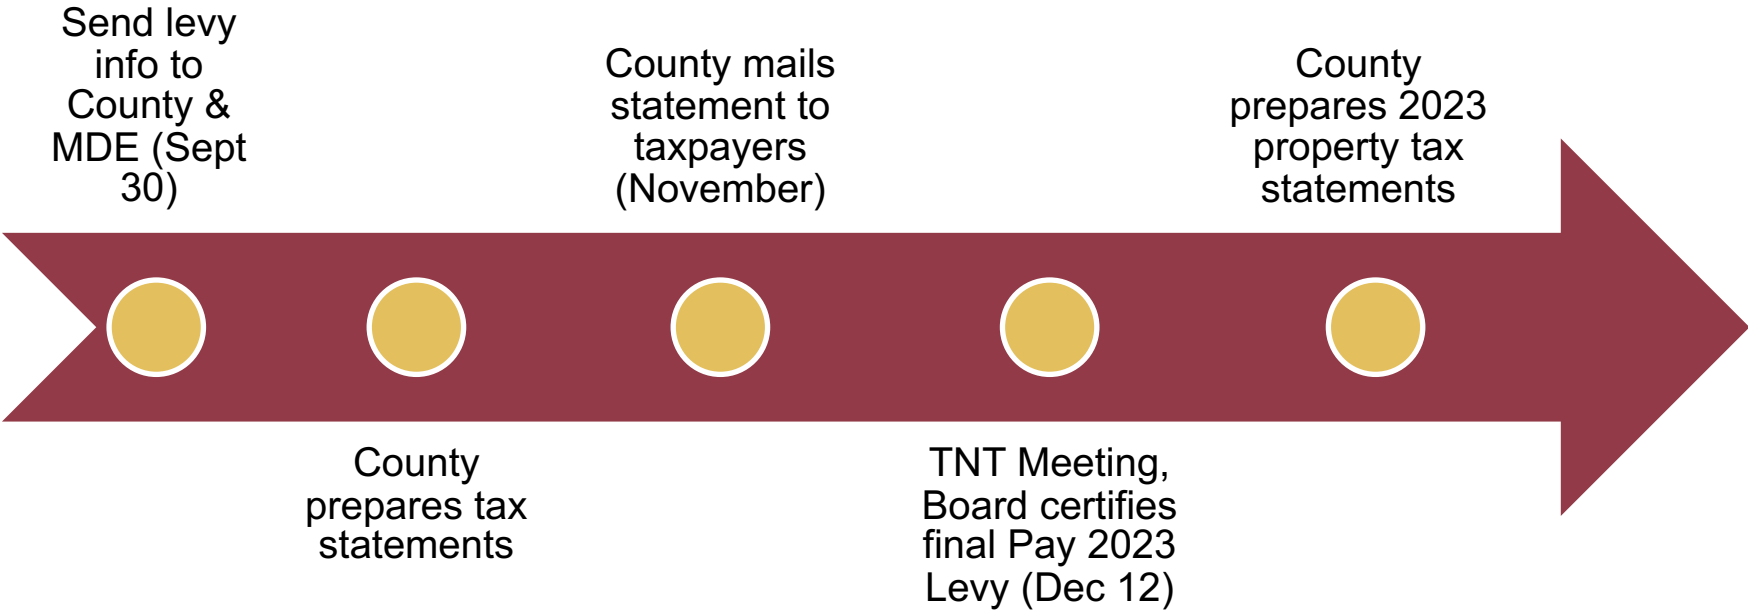 Send levy
info to
County &
MDE (Sept
30)
County
prepares tax
statements
County mails
statement to
taxpayers
(November)
TNT Meeting,
Board certifies
final Pay 2023
Levy (Dec 12)
County
prepares 2023
property tax
statements